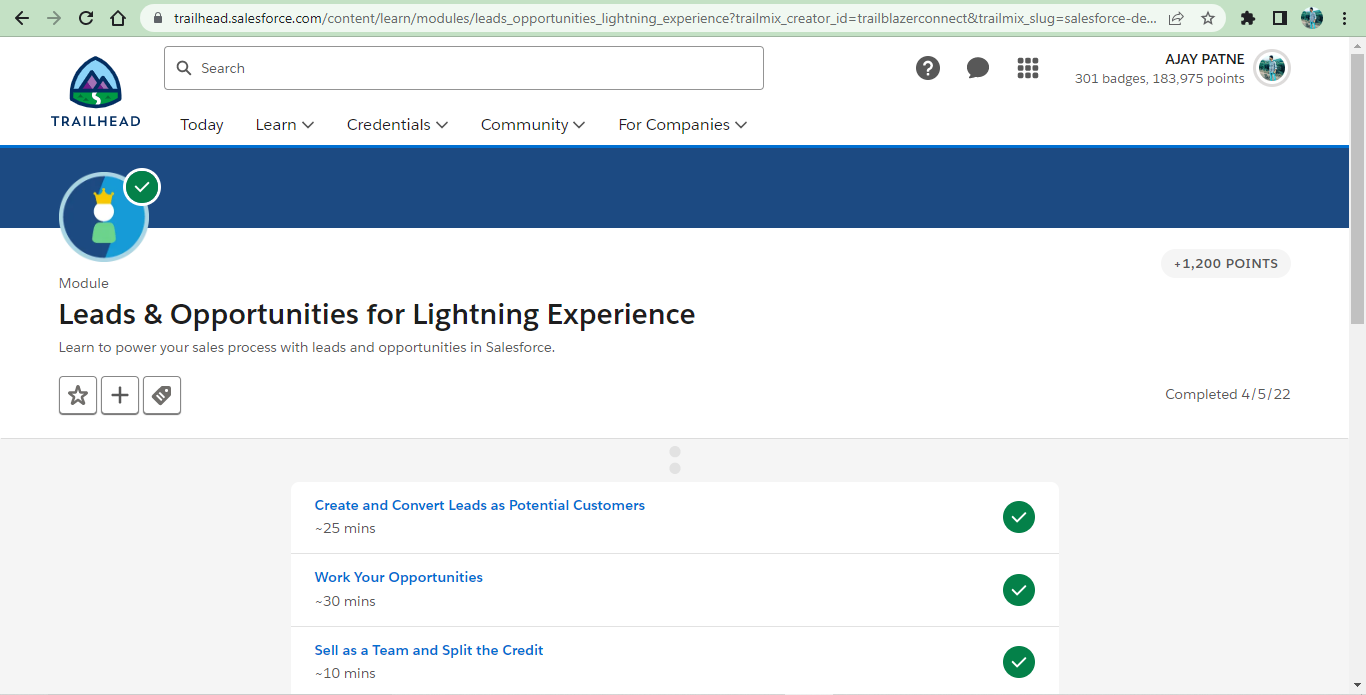 trailhead.salesforce.com/content/learn/modules/leads_opportunities_lightning_experience?trailmix_creator_id=trailblazerconnect&trailmix_slug=salesforce-de...
TRAILHEAD
Search
AJAY PATNE
301 badges, 183,975 points
Today
Learn
Credentials
Community
For Companies
+1,200 POINTS
Module
Leads & Opportunities for Lightning Experience
Learn to power your sales process with leads and opportunities in Salesforce.
Completed 4/5/22
Create and Convert Leads as Potential Customers
~25 mins
Work Your Opportunities
~30 mins
Sell as a Team and Split the Credit
~10 mins